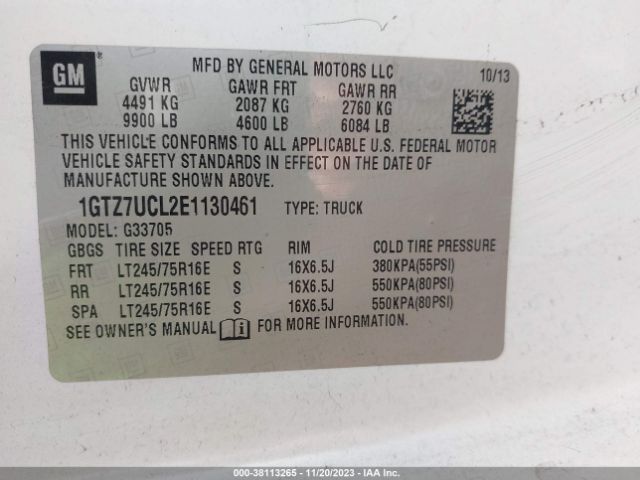 GM
MFD BY GENERAL MOTORS LLC 10/13
GVWR GAWR FRT GAWR RR
4491 KG 2087 KG 2760 KG
9900 LB 4600 LB 6084 LB
THIS VEHICLE CONFORMS TO ALL APPLICABLE U.S. FEDERAL MOTOR
VEHICLE SAFETY STANDARDS IN EFFECT ON THE DATE OF
MANUFACTURE SHOWN ABOVE.
1GTZ7UCL2E1130461 TYPE: TRUCK
MODEL: G33705
GBGS TIRE SIZE SPEED RTG RIM COLD TIRE PRESSURE
FRT LT245/75R16E S 16X6.5J 380KPA(55PSI)
RR LT245/75R16E S 16X6.5J 550KPA(80PSI)
SPA LT245/75R16E S 16X6.5J 550KPA(80PSI)
SEE OWNER'S MANUAL FOR MORE INFORMATION.
000-38113265 - 11/20/2023 - IAA Inc.